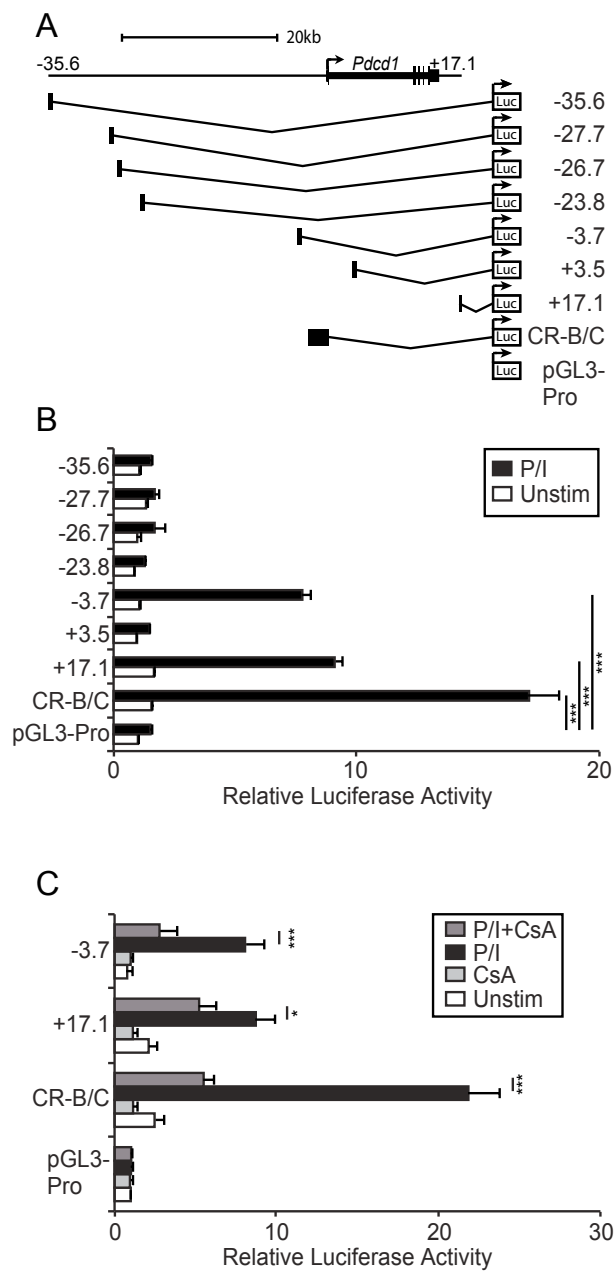 A
20kb
-35.6 Pdcd1 +17.1
Luc -35.6
Luc -27.7
Luc -26.7
Luc -23.8
Luc -3.7
Luc +3.5
Luc +17.1
Luc CR-B/C
Luc pGL3-
Pro
B
P/I
Unstim
-35.6
-27.7
-26.7
-23.8
-3.7
+3.5
+17.1
CR-B/C
pGL3-Pro
***
***
***
0 10 20
Relative Luciferase Activity
C
P/I+CsA
P/I
CsA
Unstim
-3.7 ***
+17.1 *
CR-B/C ***
pGL3-
Pro
0 10 20 30
Relative Luciferase Activity